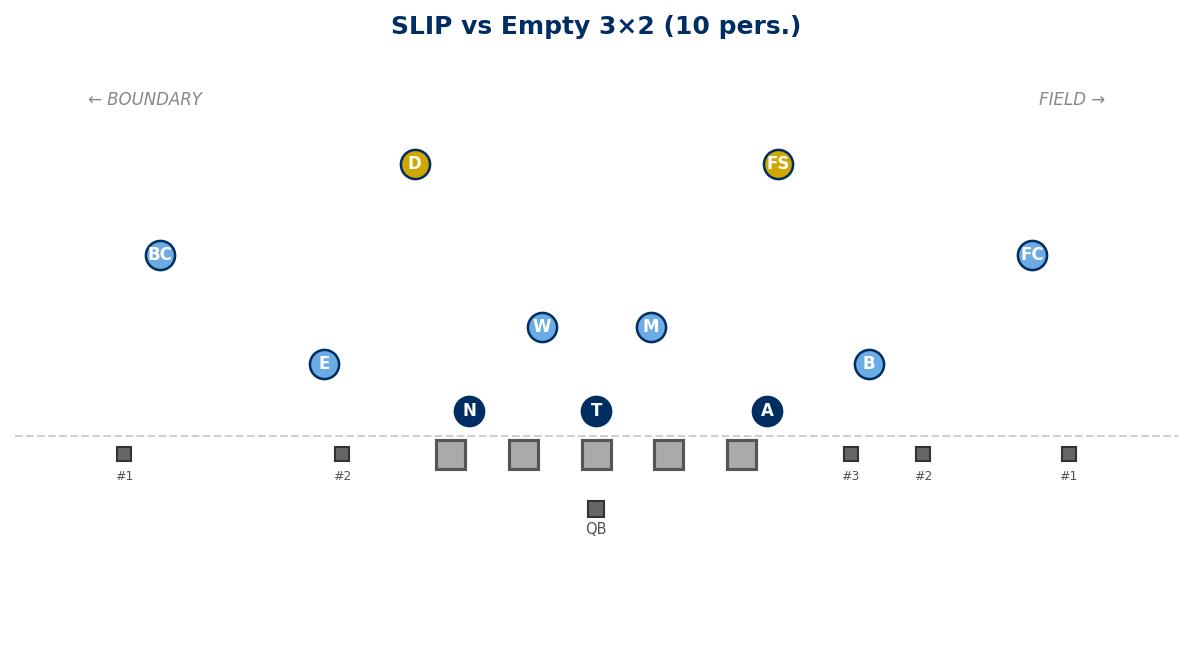 SLIP vs Empty 3×2 (10 pers.)
← BOUNDARY
FIELD →
D
FS
BC
FC
W
M
E
B
N
T
A
#1
#2
#3
#2
#1
QB